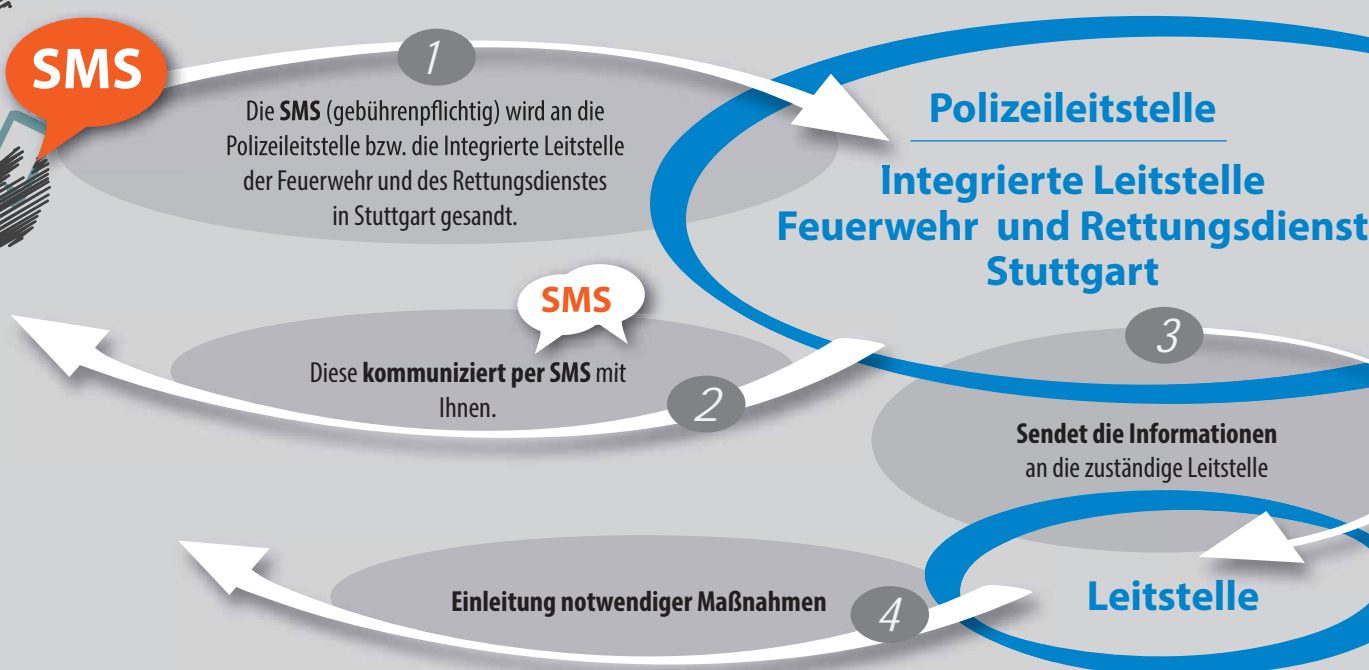 SMS
1
Die SMS (gebührenpflichtig) wird an die
Polizeileitstelle bzw. die Integrierte Leitstelle
der Feuerwehr und des Rettungsdienstes
in Stuttgart gesandt.
Polizeileitstelle
Integrierte Leitstelle
Feuerwehr und Rettungsdienst
Stuttgart
SMS
Diese kommuniziert per SMS mit
Ihnen.
2
3
Sendet die Informationen
an die zuständige Leitstelle
Leitstelle
Einleitung notwendiger Maßnahmen
4